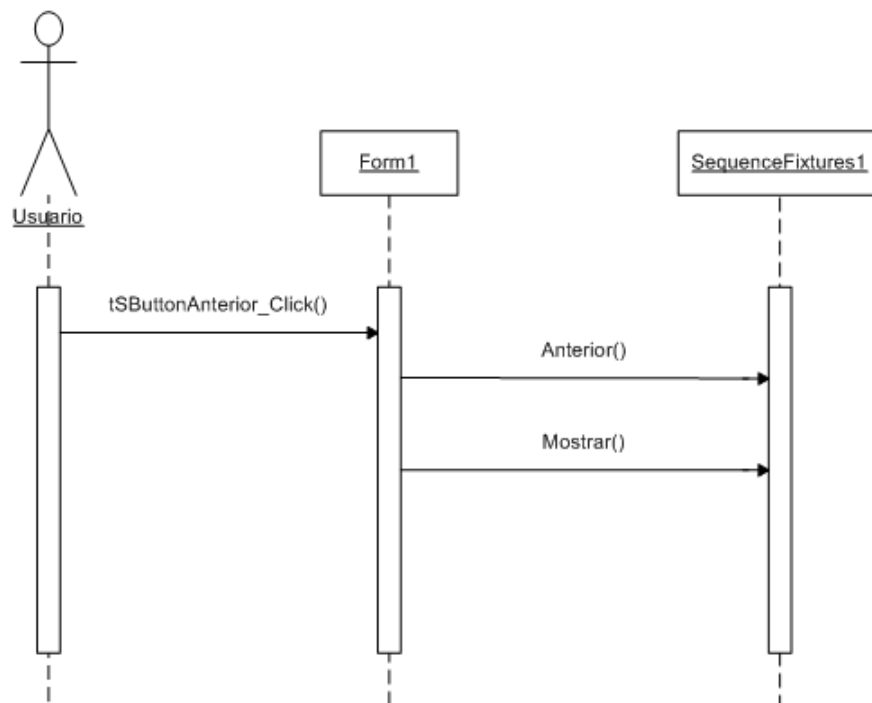 Form1
SequenceFixtures1
Usuario
tSButtonAnterior_Click()
Anterior()
Mostrar()